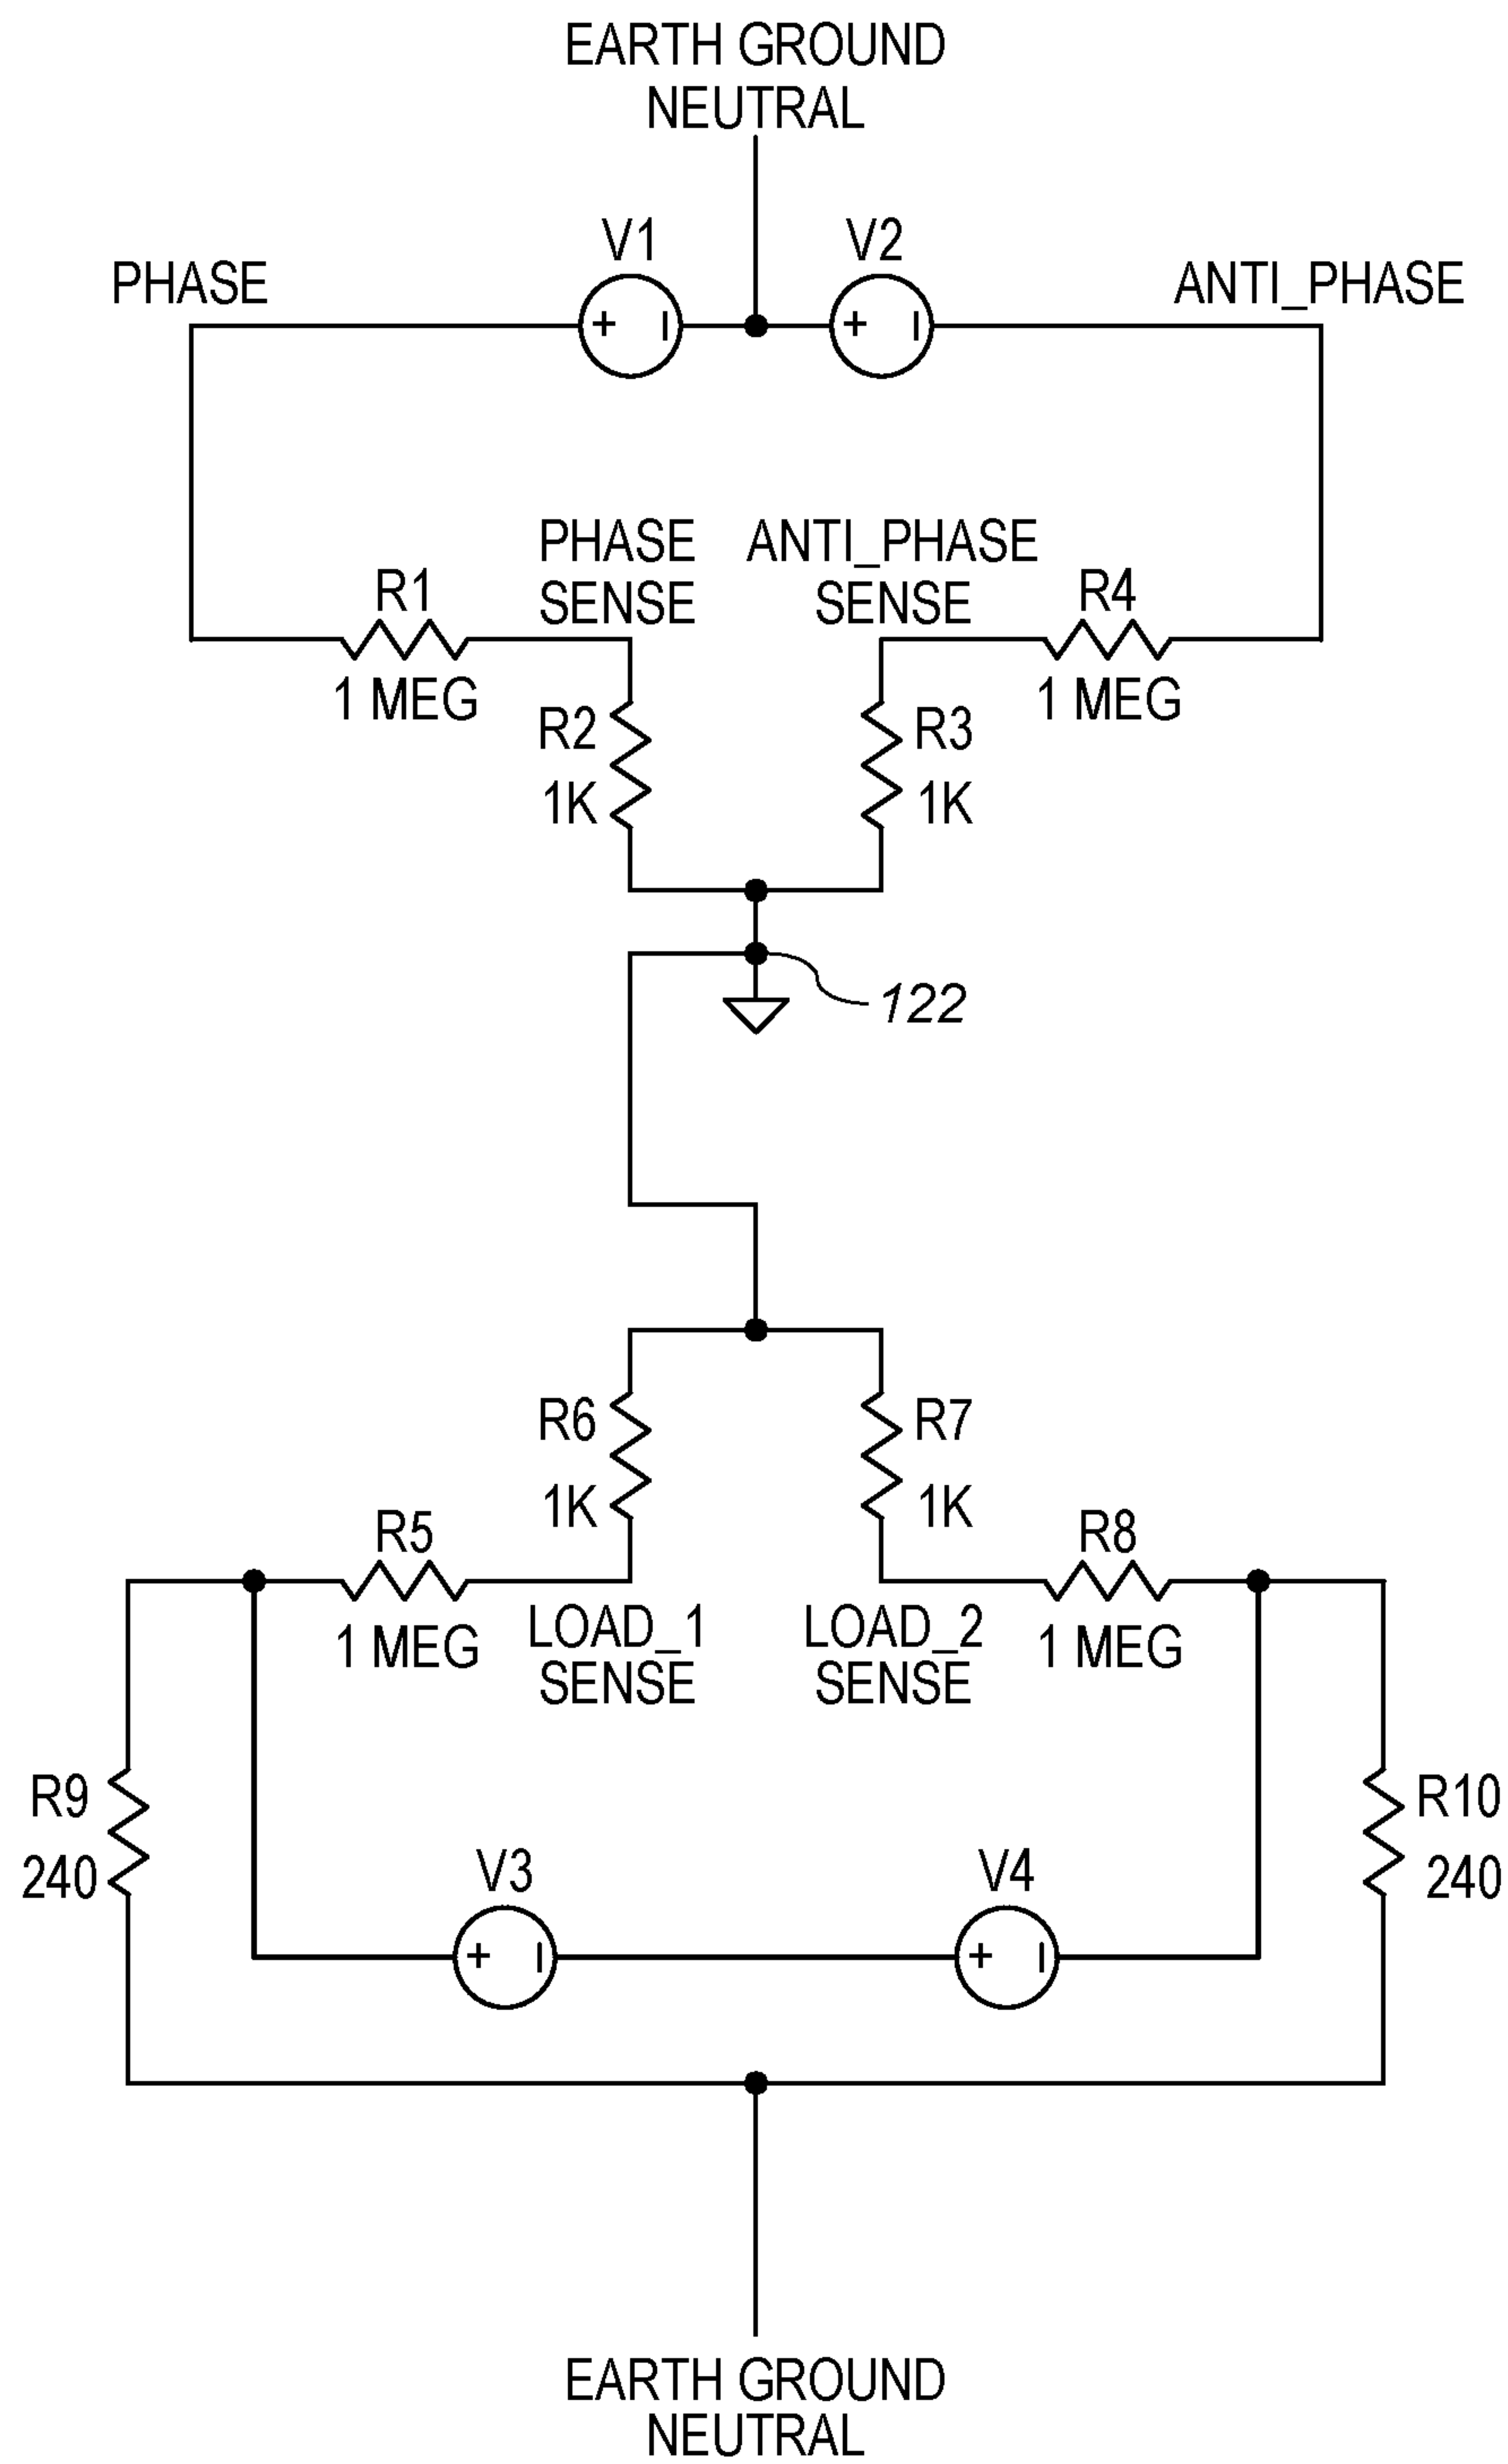 EARTH GROUND
NEUTRAL
V1
V2
PHASE
ANTI_PHASE
+
+
PHASE
SENSE
ANTI_PHASE
SENSE
R1
1 MEG
R4
1 MEG
R2
1K
R3
1K
122
R6
1K
R7
1K
R5
1 MEG
R8
1 MEG
LOAD_1
SENSE
LOAD_2
SENSE
R9
240
R10
240
V3
V4
+
+
EARTH GROUND
NEUTRAL